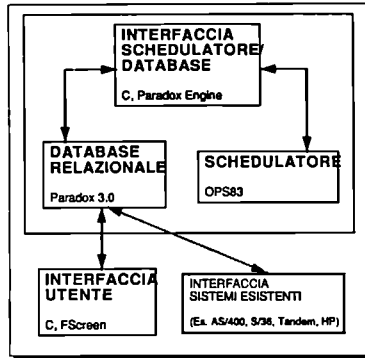 INTERFACCIA
SCHEDULATORE/
DATABASE
C, Paradox Engine
DATABASE
RELAZIONALE
Paradox 3.0
SCHEDULATORE
OPS83
INTERFACCIA
UTENTE
C, FScreen
INTERFACCIA
SISTEMI ESISTENTI
(Es. AS/400, S/36, Tandem, HP)